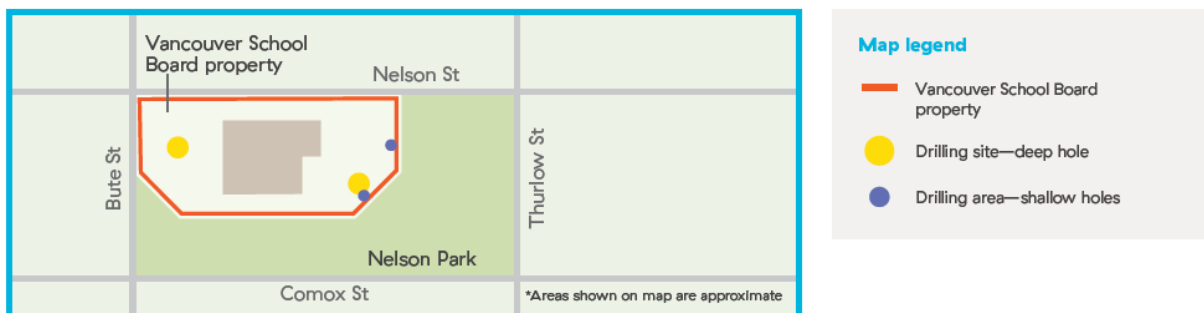 Vancouver School
Board property
Nelson St
Bute St
Thurlow St
Nelson Park
Comox St
*Areas shown on map are approximate
Map legend
Vancouver School Board
property
Drilling site—deep hole
Drilling area—shallow holes